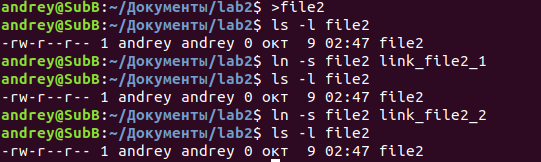 andrey@SubB:~/Документы/lab2$ >file2
andrey@SubB:~/Документы/lab2$ ls -l file2
-rw-r--r-- 1 andrey andrey 0 окт  9 02:47 file2
andrey@SubB:~/Документы/lab2$ ln -s file2 link_file2_1
andrey@SubB:~/Документы/lab2$ ls -l file2
-rw-r--r-- 1 andrey andrey 0 окт  9 02:47 file2
andrey@SubB:~/Документы/lab2$ ln -s file2 link_file2_2
andrey@SubB:~/Документы/lab2$ ls -l file2
-rw-r--r-- 1 andrey andrey 0 окт  9 02:47 file2